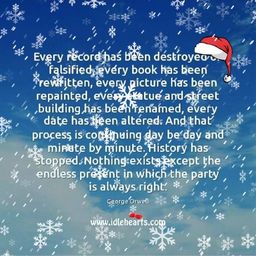 Every record has been destroyed or
falsified, every book has been
rewritten, every picture has been
repainted, every statue and street
building has been renamed, every
date has been altered. And that
process is continuing day be day and
minute by minute. History has
stopped. Nothing exists except the
endless present in which the party
is always right.
George Orwell
www.idlehearts.com